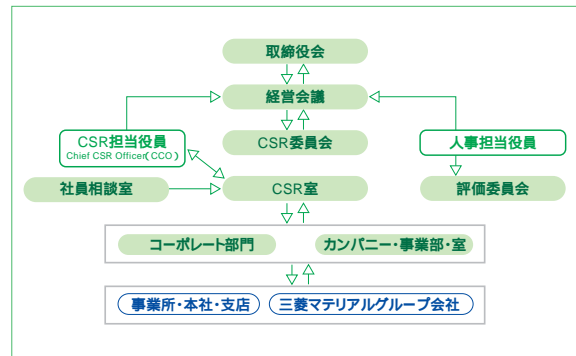 取締役会
経営会議
CSR担当役員
Chief CSR Officer(CCO)
CSR委員会
人事担当役員
社員相談室
CSR室
評価委員会
コーポレート部門
カンパニー・事業部・室
事業所・本社・支店
三菱マテリアルグループ会社